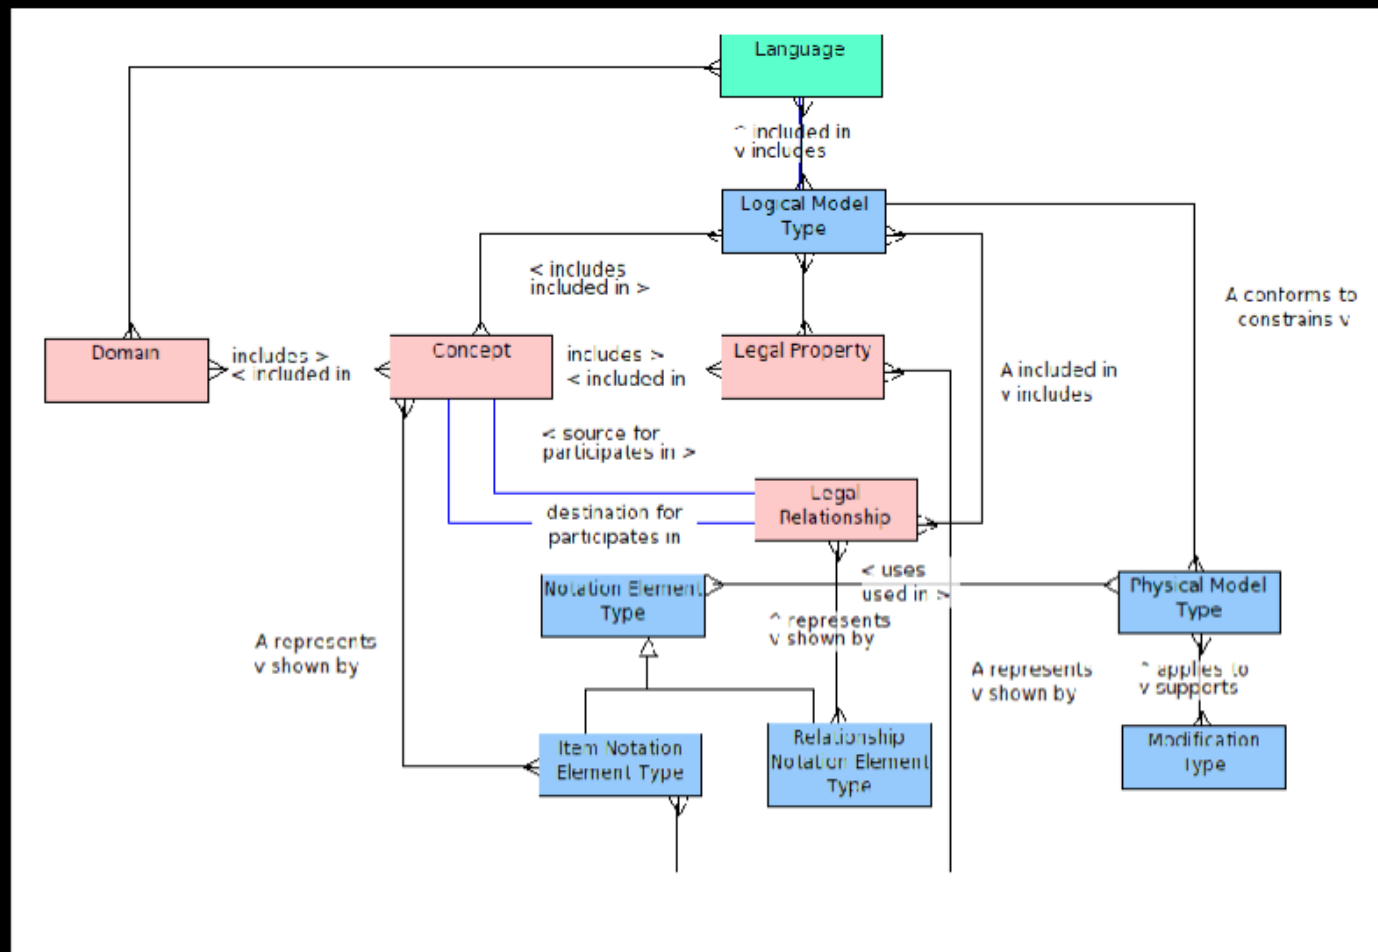 Language
^ included in
v includes
Logical Model
Type
< includes
included in >
A conforms to
constrains v
Domain
includes >
< included in
Concept
includes >
< included in
Legal Property
A included in
v includes
< source for
participates in >
Legal
Relationship
destination for
participates in
< uses
used in >
Notation Element
Type
Physical Model
Type
^ represents
v shown by
A represents
v shown by
A represents
v shown by
^ applies to
v supports
Item Notation
Element Type
Relationship
Notation Element
Type
Modification
Type